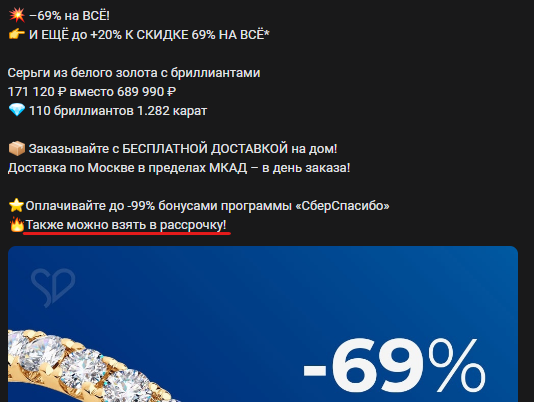 💥 –69% на ВСЁ!
👉 И ЕЩЁ до +20% К СКИДКЕ 69% НА ВСЁ*
Серьги из белого золота с бриллиантами
171 120 ₽ вместо 689 990 ₽
💎 110 бриллиантов 1.282 карат
📦 Заказывайте с БЕСПЛАТНОЙ ДОСТАВКОЙ на дом!
Доставка по Москве в пределах МКАД – в день заказа!
⭐Оплачивайте до -99% бонусами программы «СберСпасибо»
🔥Также можно взять в рассрочку!
-69%